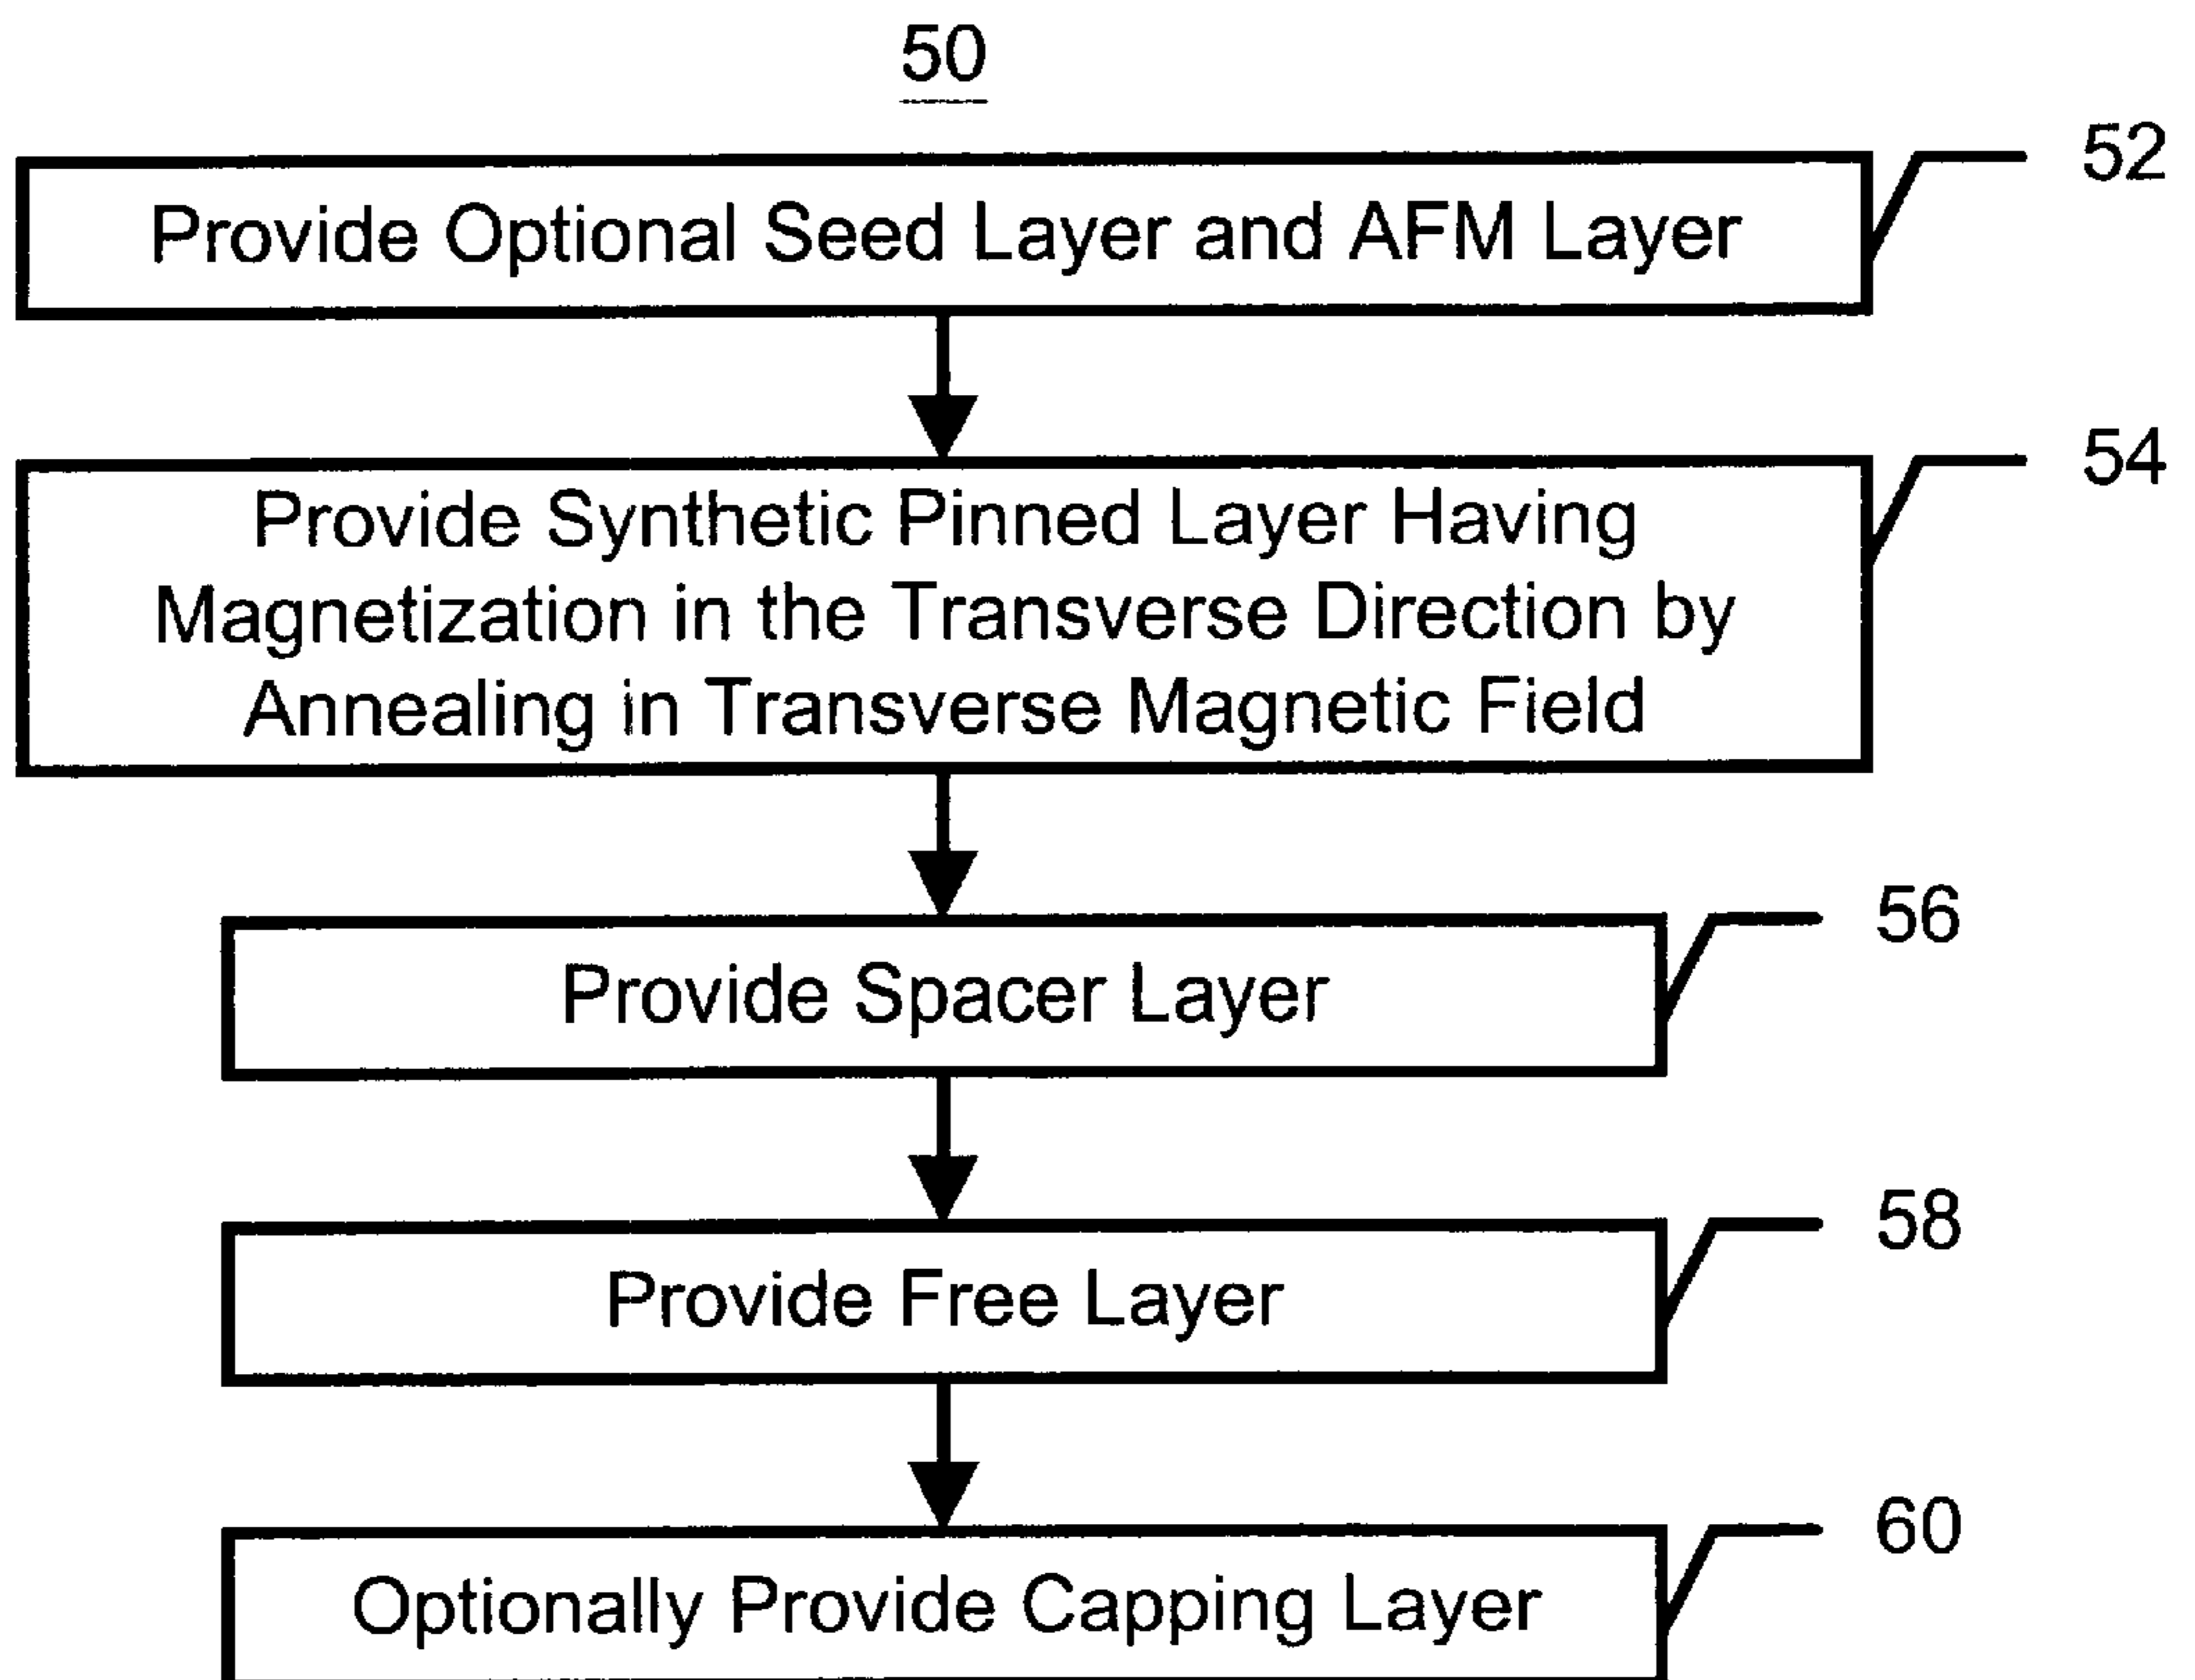 50
52
Provide Optional Seed Layer and AFM Layer
54
Provide Synthetic Pinned Layer Having
Magnetization in the Transverse Direction by
Annealing in Transverse Magnetic Field
56
Provide Spacer Layer
58
Provide Free Layer
60
Optionally Provide Capping Layer